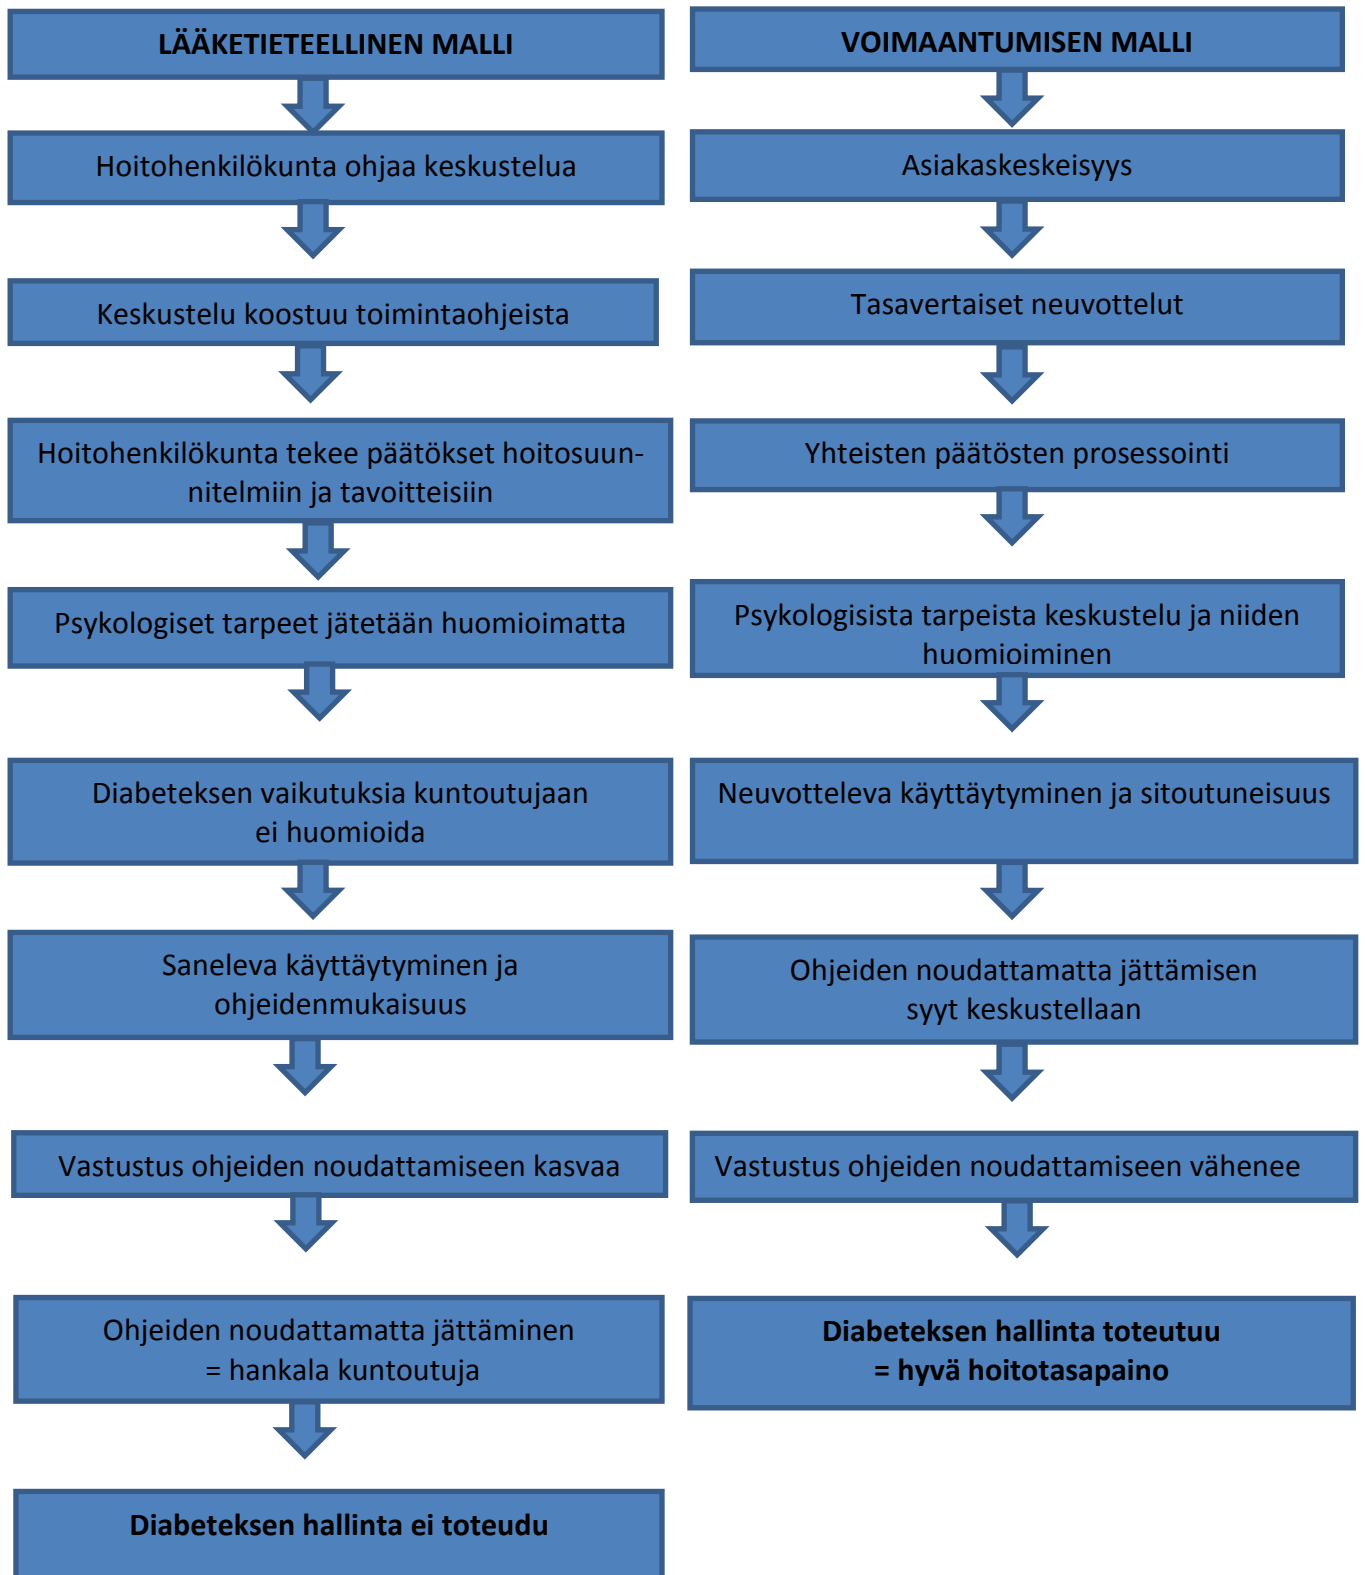 LÄÄKETIETEELLINEN MALLI
Hoitohenkilökunta ohjaa keskustelua
Keskustelu koostuu toimintaohjeista
Hoitohenkilökunta tekee päätökset hoitosuun-
nitelmiin ja tavoitteisiin
Psykologiset tarpeet jätetään huomioimatta
Diabeteksen vaikutuksia kuntoutujaan
ei huomioida
Saneleva käyttäytyminen ja
ohjeidenmukaisuus
Vastustus ohjeiden noudattamiseen kasvaa
Ohjeiden noudattamatta jättäminen
= hankala kuntoutuja
Diabeteksen hallinta ei toteudu
VOIMAANTUMISEN MALLI
Asiakaskeskeisyys
Tasavertaiset neuvottelut
Yhteisten päätösten prosessointi
Psykologisista tarpeista keskustelu ja niiden
huomioiminen
Neuvotteleva käyttäytyminen ja sitoutuneisuus
Ohjeiden noudattamatta jättämisen
syyt keskustellaan
Vastustus ohjeiden noudattamiseen vähenee
Diabeteksen hallinta toteutuu
= hyvä hoitotasapaino